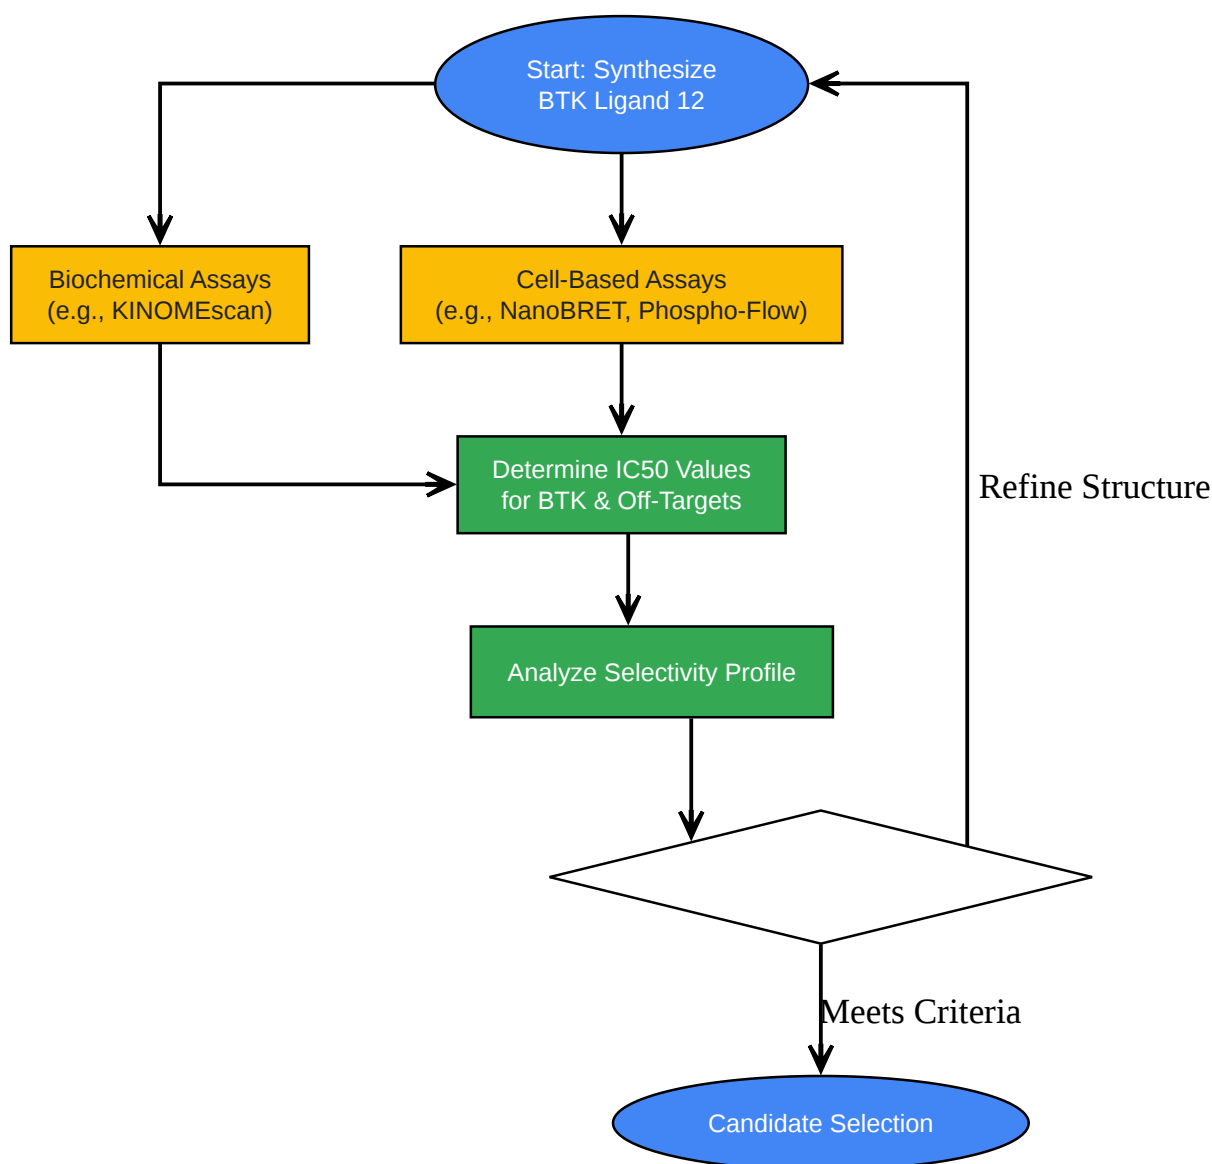 Start: Synthesize
BTK Ligand 12
Biochemical Assays
(e.g., KINOMEscan)
Cell-Based Assays
(e.g., NanoBRET, Phospho-Flow)
Determine IC50 Values
for BTK & Off-Targets
Refine Structure
Analyze Selectivity Profile
Meets Criteria
Candidate Selection